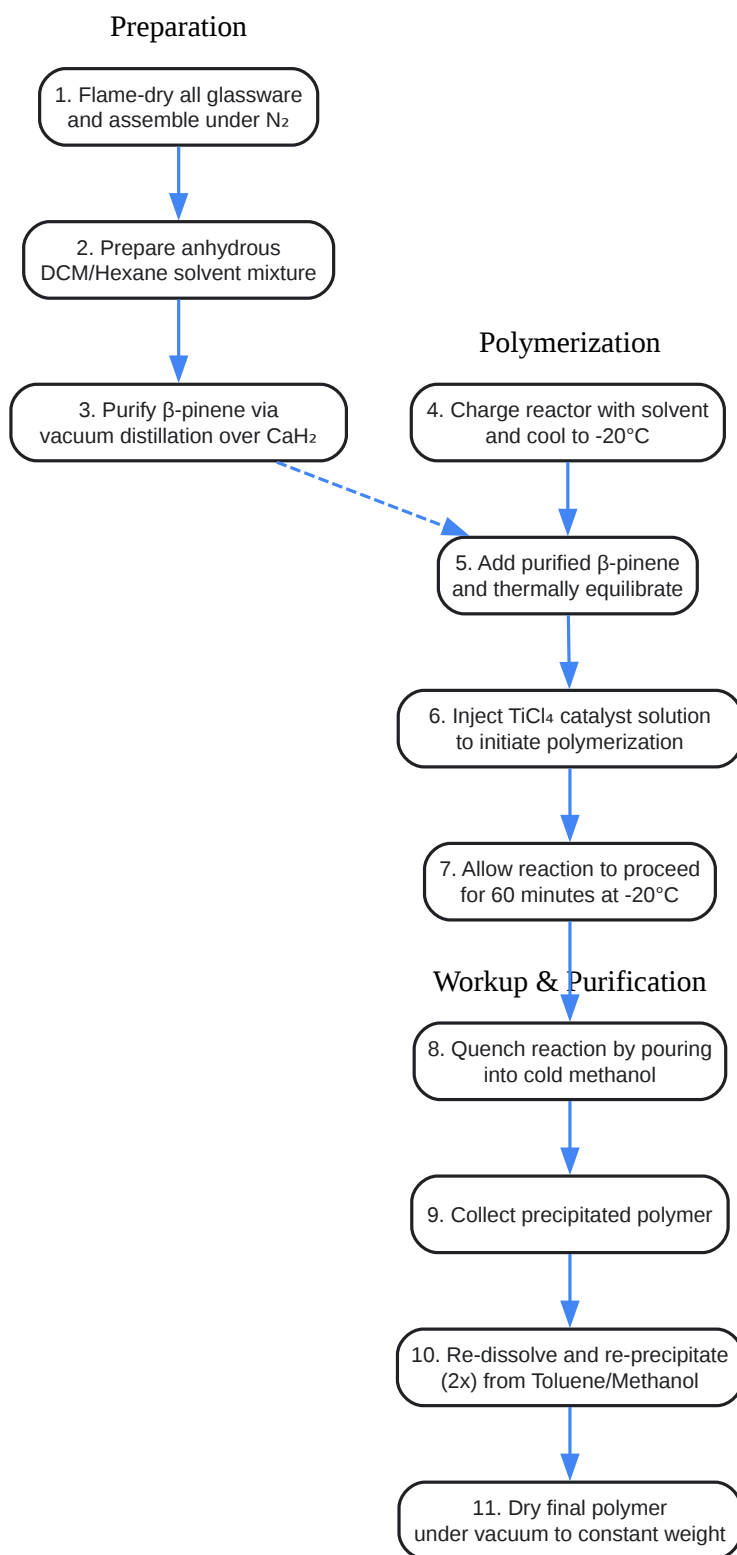 Preparation
1. Flame-dry all glassware
and assemble under N₂
2. Prepare anhydrous
DCM/Hexane solvent mixture
3. Purify β-pinene via
vacuum distillation over CaH₂
Polymerization
4. Charge reactor with solvent
and cool to -20°C
5. Add purified β-pinene
and thermally equilibrate
6. Inject TiCl₄ catalyst solution
to initiate polymerization
7. Allow reaction to proceed
for 60 minutes at -20°C
Workup & Purification
8. Quench reaction by pouring
into cold methanol
9. Collect precipitated polymer
10. Re-dissolve and re-precipitate
(2x) from Toluene/Methanol
11. Dry final polymer
under vacuum to constant weight